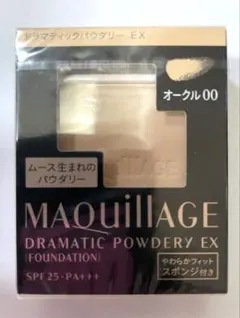 ドラマティックパウダリー EX
オークル00
ムース生まれの
パウダリー
MAQuillAGE
DRAMATIC POWDERY EX
(FOUNDATION)
SPF25・PA+++
やわらかフィット
スポンジ付き